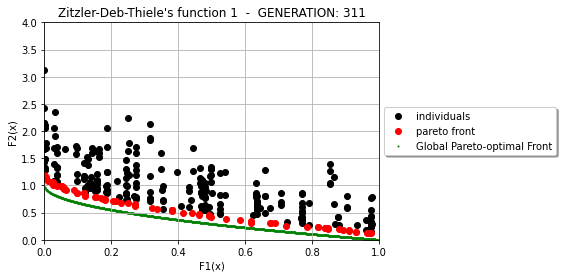 Zitzler-Deb-Thiele's function 1 - GENERATION: 311
F2(x)
4.0
3.5
3.0
2.5
2.0
1.5
1.0
0.5
0.0
0.0 0.2 0.4 0.6 0.8 1.0
F1(x)
individuals
pareto front
Global Pareto-optimal Front